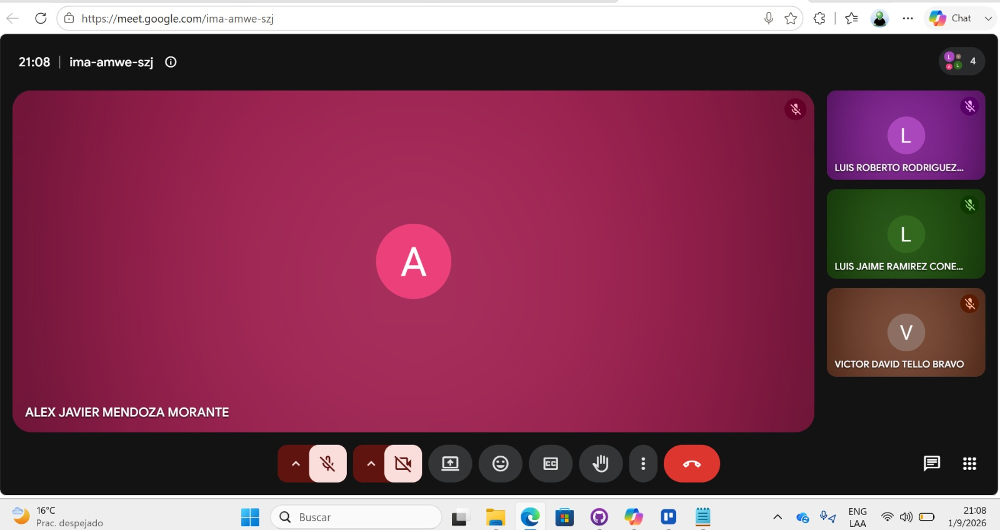 https://meet.google.com/ima-amwe-szj
Chat
21:08
ima-amwe-szj
4
A
ALEX JAVIER MENDOZA MORANTE
L
LUIS ROBERTO RODRIGUEZ...
L
LUIS JAIME RAMIREZ CONE...
V
VICTOR DAVID TELLO BRAVO
CC
16°C
Prac. despejado
Buscar
ENG
LAA
21:08
1/9/2026